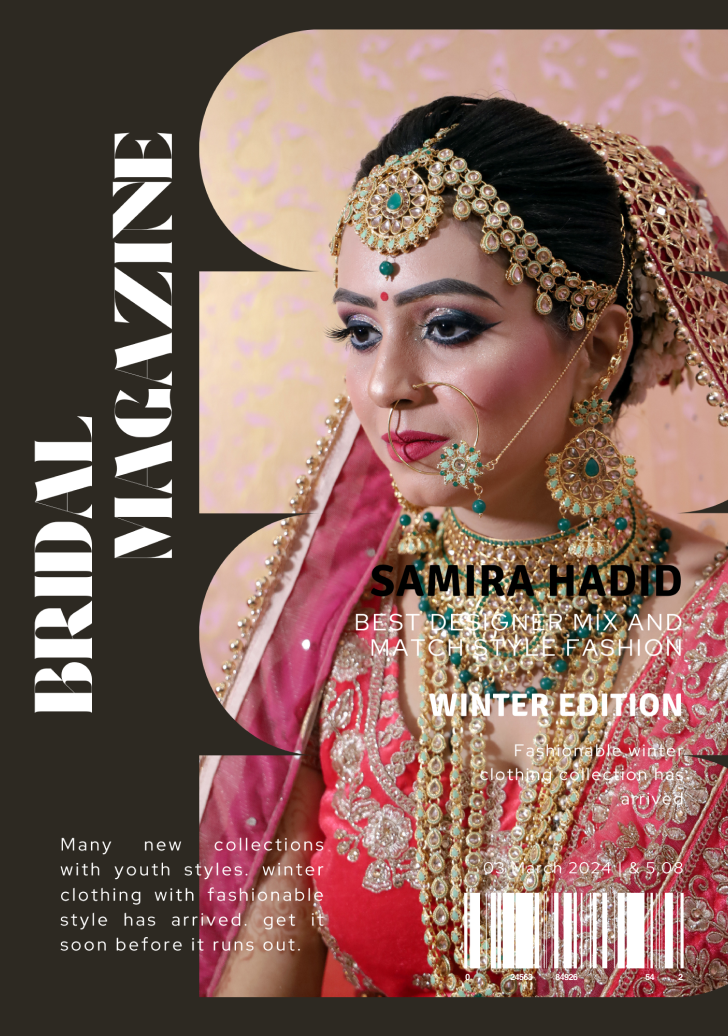 BRIDAL
MAGAZINE
SAMIRA HADID
BEST DESIGNER MIX AND
MATCH STYLE FASHION
WINTER EDITION
Fashionable winter
clothing collection has
arrived
Many new collections
with youth styles. winter
clothing with fashionable
style has arrived. get it
soon before it runs out.
03 March 2024 | & 5,08
0 24563 84926 54 2